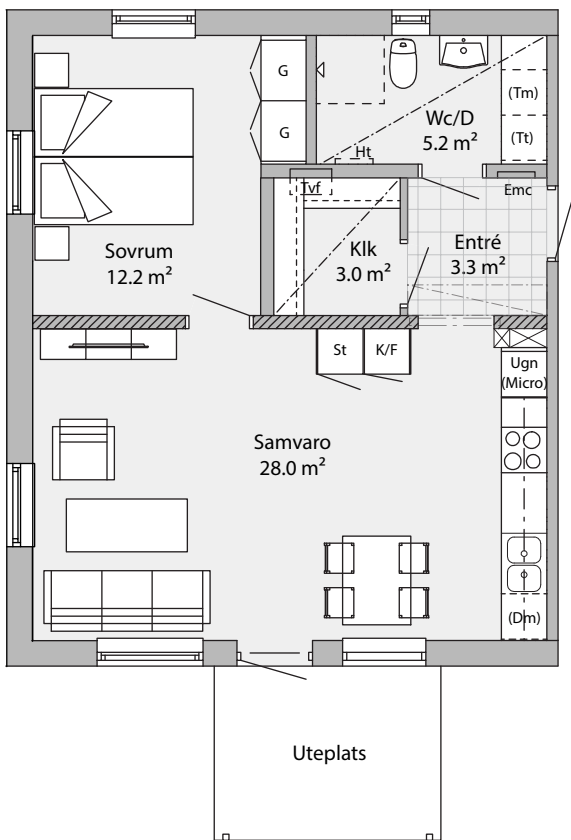 G
G
Wc/D
5.2 m²
(Tm)
(Tt)
Ht
Tvf
Emc
Sovrum
12.2 m²
Klk
3.0 m²
Entré
3.3 m²
St
K/F
Ugn
(Micro)
Samvaro
28.0 m²
(Dm)
Uteplats